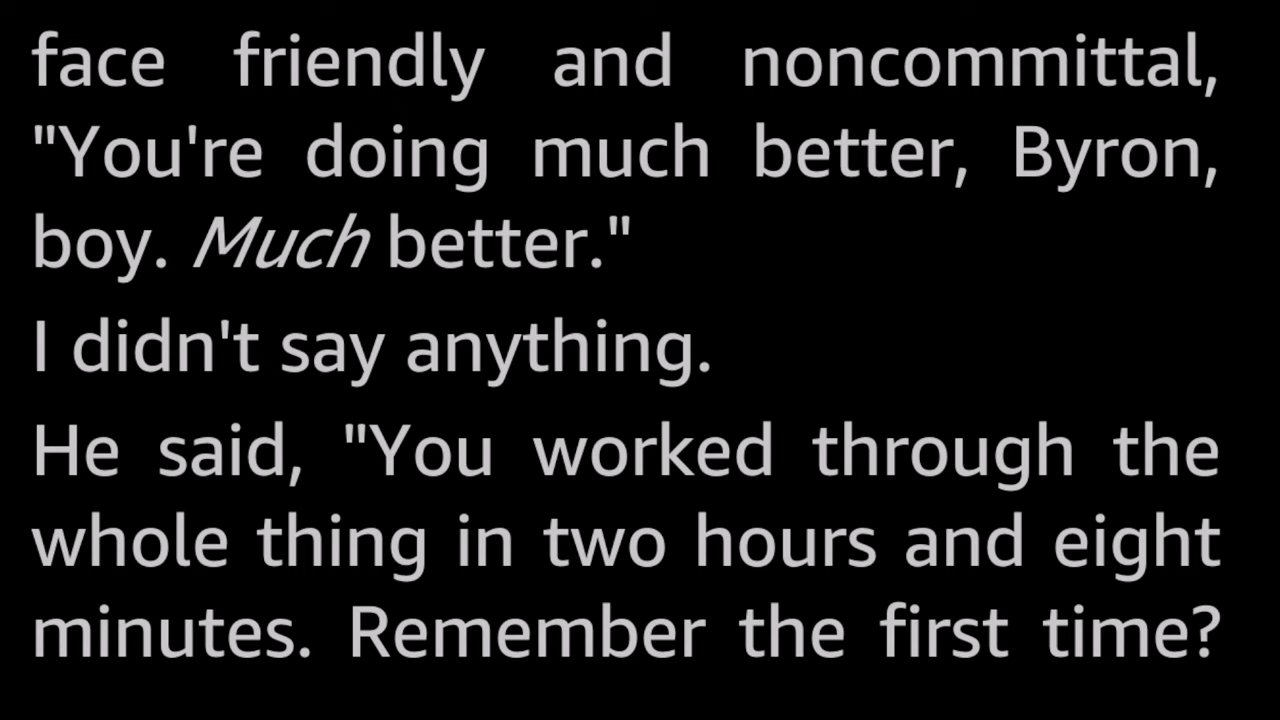 face friendly and noncommittal,
"You're doing much better, Byron,
boy. Much better."
I didn't say anything.
He said, "You worked through the
whole thing in two hours and eight
minutes. Remember the first time?